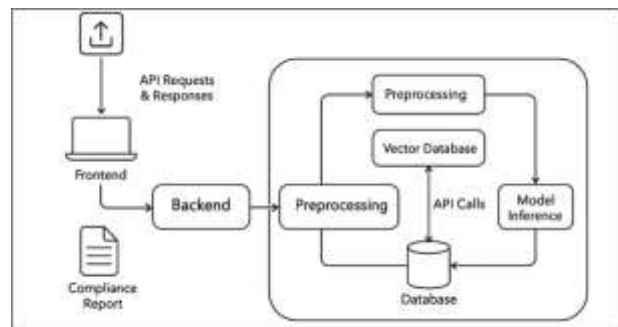 API Requests
& Responses
Frontend
Backend
Compliance
Report
Preprocessing
Preprocessing
Vector Database
API Calls
Model
Inference
Database